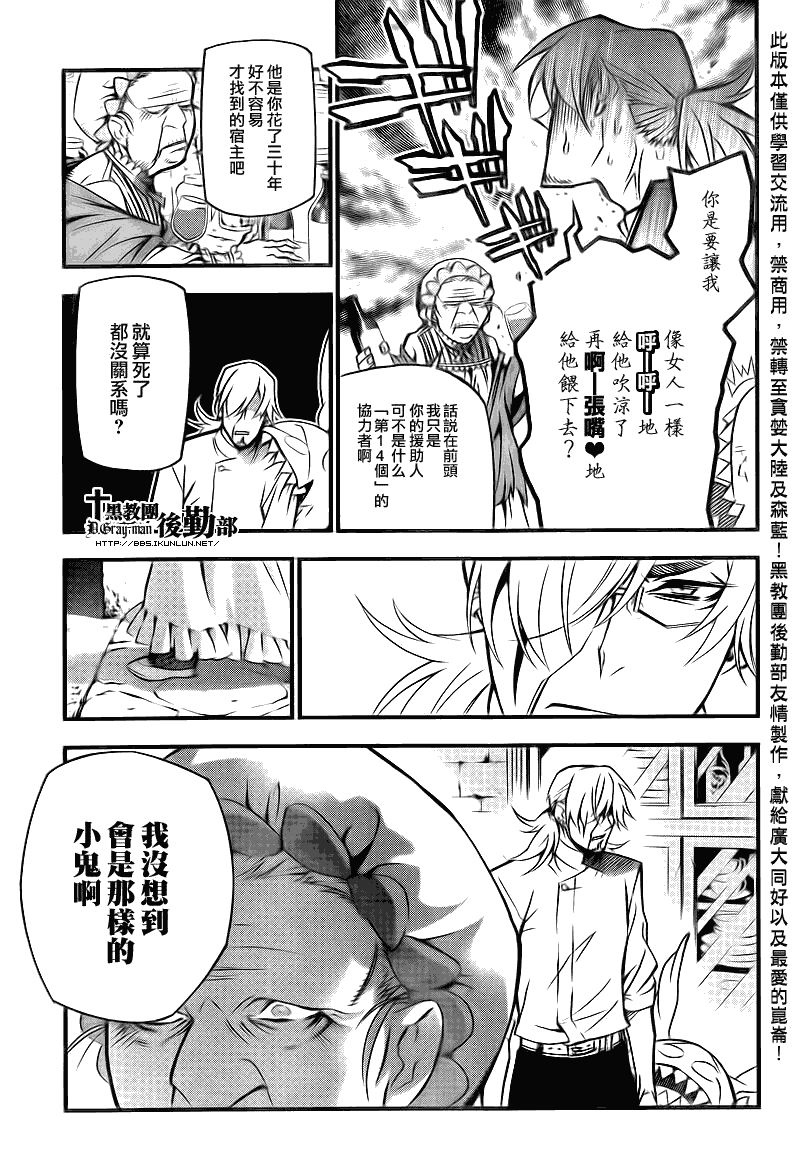 你是要讓我
像女人一樣
呼—呼—地
給他吹涼了
再啊—張嘴❤地
給他餵下去？
話說在前頭
我只是
你的援助人
可不是什么
「第14個」的
協力者啊
他是你花了三十年
好不容易
才找到的宿主吧
就算死了
都沒關系嗎？
黑教團
D.Gray-man
後勤部
HTTP://BBS.IKUNLUN.NET/
我沒想到
會是那樣的
小鬼啊
此版本僅供學習交流用，禁商用，禁轉至貪婪大陸及森藍！黑教團後勤部友情製作，獻給廣大同好以及最愛的崑崙！